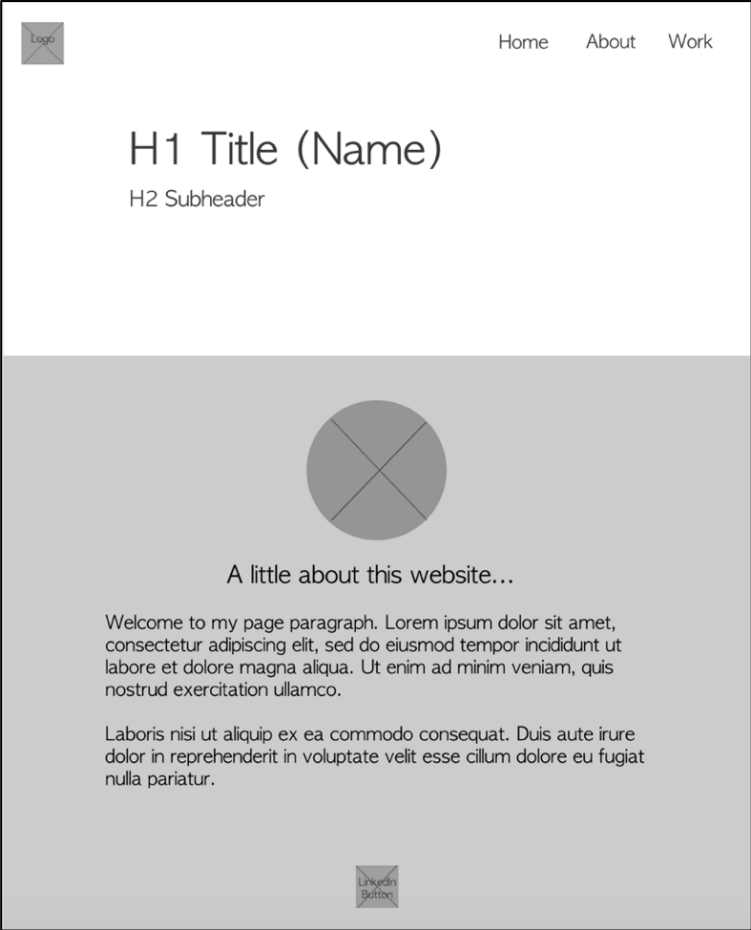 Logo
Home About Work
H1 Title (Name)
H2 Subheader
A little about this website...
Welcome to my page paragraph. Lorem ipsum dolor sit amet,
consectetur adipiscing elit, sed do eiusmod tempor incididunt ut
labore et dolore magna aliqua. Ut enim ad minim veniam, quis
nostrud exercitation ullamco.
Laboris nisi ut aliquip ex ea commodo consequat. Duis aute irure
dolor in reprehenderit in voluptate velit esse cillum dolore eu fugiat
nulla pariatur.
LinkedIn
Button